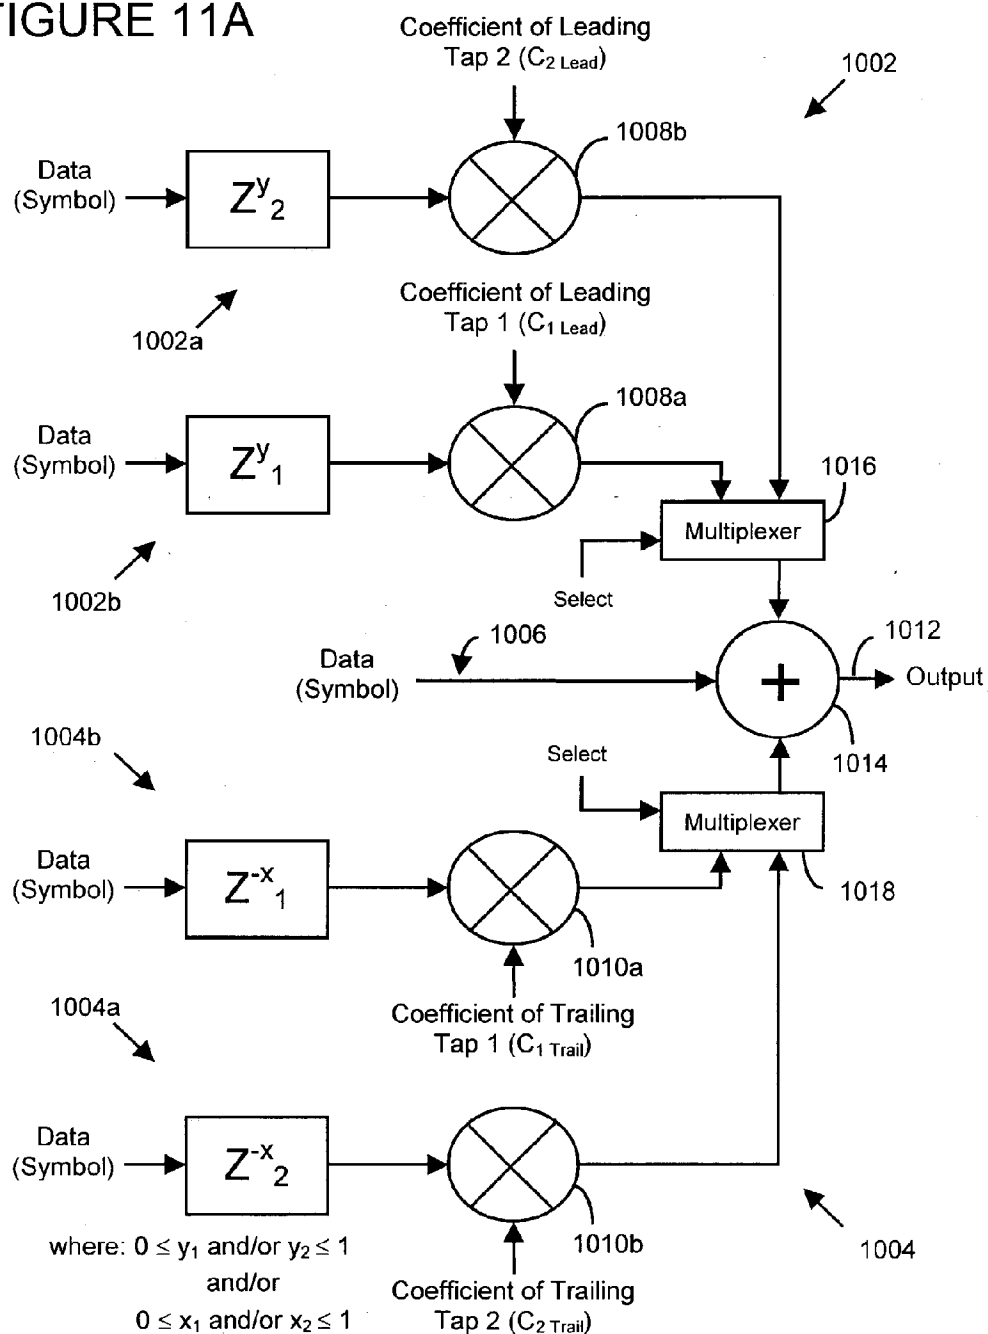 FIGURE 11A
Coefficient of Leading
Tap 2 (C2 Lead)
1002
1008b
Data
(Symbol)
Zy2
Coefficient of Leading
Tap 1 (C1 Lead)
1002a
1008a
Data
(Symbol)
Zy1
1016
Multiplexer
Select
1002b
1006
1012
Data
(Symbol)
+
Output
1004b
Select
1014
Multiplexer
Data
(Symbol)
Z-x1
1018
1010a
1004a
Coefficient of Trailing
Tap 1 (C1 Trail)
Data
(Symbol)
Z-x2
1010b
1004
where: 0 ≤ y1 and/or y2 ≤ 1
and/or
0 ≤ x1 and/or x2 ≤ 1
Coefficient of Trailing
Tap 2 (C2 Trail)